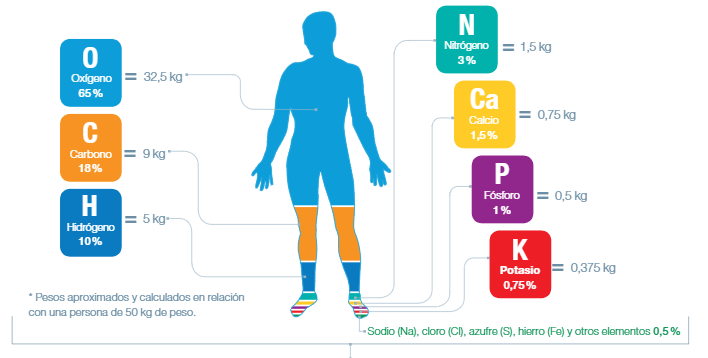 O
Oxígeno
65%
= 32,5 kg
C
Carbono
18%
= 9 kg
H
Hidrógeno
10%
= 5 kg
N
Nitrógeno
3%
= 1,5 kg
Ca
Calcio
1,5%
= 0,75 kg
P
Fósforo
1%
= 0,5 kg
K
Potasio
0,75%
= 0,375 kg
* Pesos aproximados y calculados en relación
con una persona de 50 kg de peso.
Sodio (Na), cloro (Cl), azufre (S), hierro (Fe) y otros elementos 0,5%